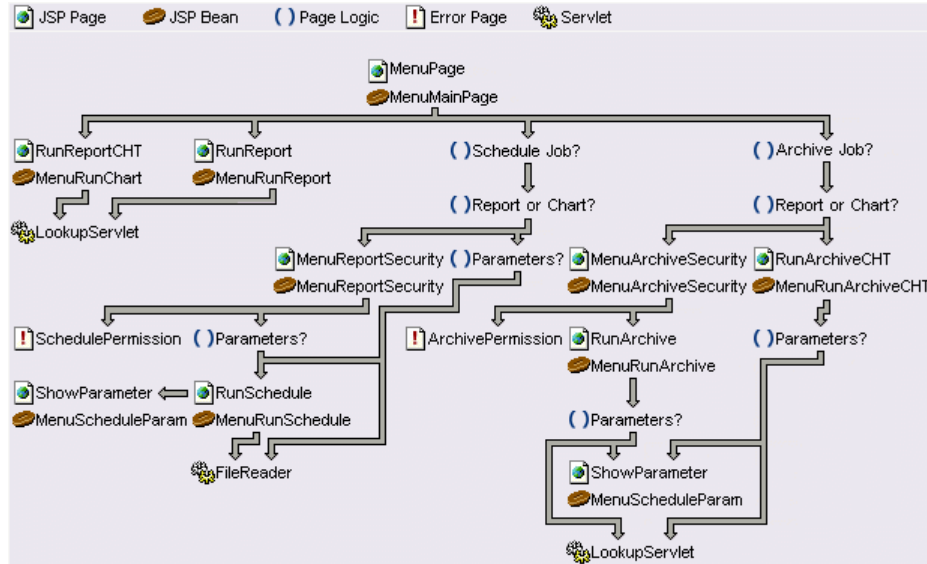 JSP Page JSP Bean ( ) Page Logic ! Error Page Servlet
MenuPage
MenuMainPage
RunReportCHT RunReport ( ) Schedule Job? ( ) Archive Job?
MenuRunChart MenuRunReport
( ) Report or Chart? ( ) Report or Chart?
LookupServlet
MenuReportSecurity ( ) Parameters? MenuArchiveSecurity RunArchiveCHT
MenuReportSecurity MenuArchiveSecurity MenuRunArchiveCHT
! SchedulePermission ( ) Parameters? ! ArchivePermission RunArchive ( ) Parameters?
MenuRunArchive
ShowParameter RunSchedule
MenuScheduleParam MenuRunSchedule ( ) Parameters?
FileReader ShowParameter
MenuScheduleParam
LookupServlet